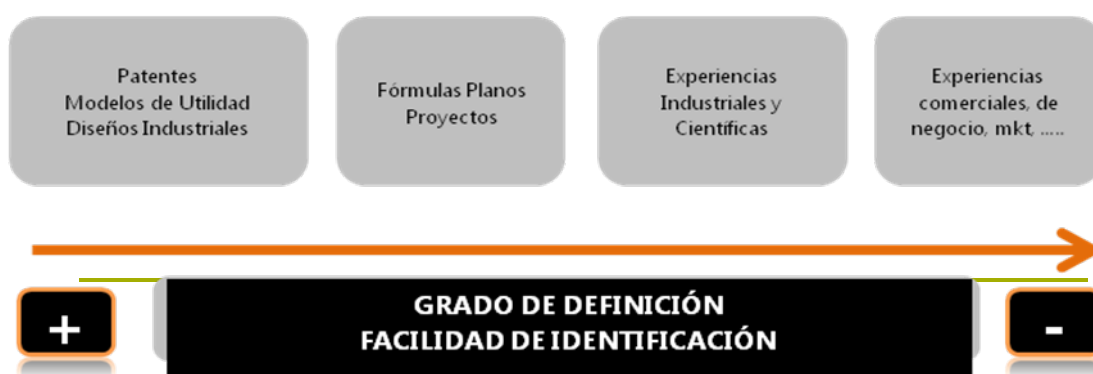 Patentes
Modelos de Utilidad
Diseños Industriales
Fórmulas Planos
Proyectos
Experiencias
Industriales y
Científicas
Experiencias
comerciales, de
negocio, mkt, .....
+
GRADO DE DEFINICIÓN
FACILIDAD DE IDENTIFICACIÓN
-